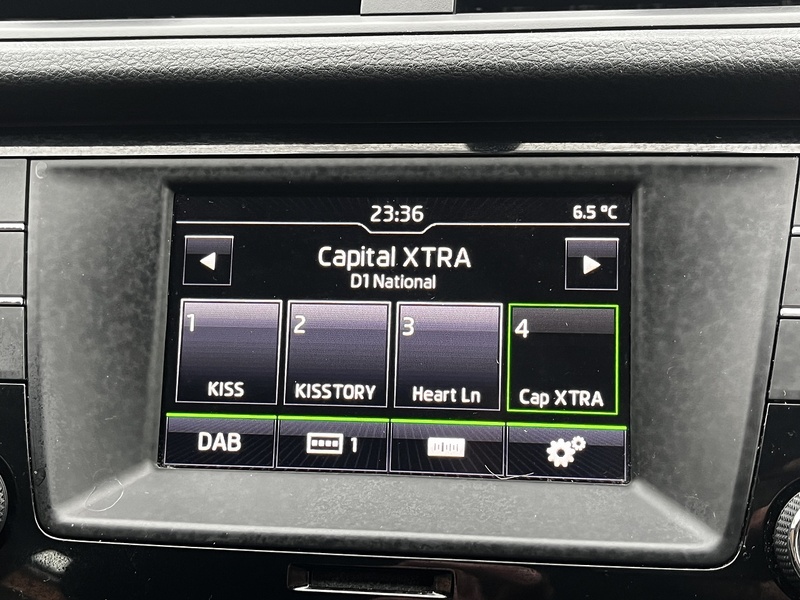 23:36
6.5 °C
Capital XTRA
D1 National
1
2
3
4
KISS
KISSTORY
Heart Ln
Cap XTRA
DAB
1